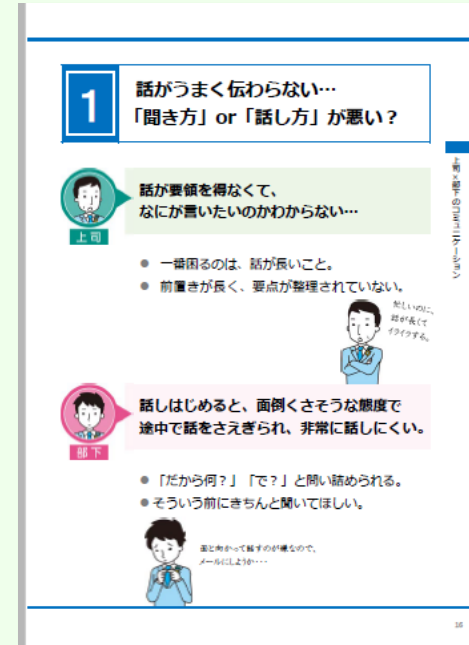 1
話がうまく伝わらない…
「聞き方」or「話し方」が悪い？
上司×部下のコミュニケーション
上司
話が要領を得なくて、
なにが言いたいのかわからない…
● 一番困るのは、話が長いこと。
● 前置きが長く、要点が整理されていない。
忙しいのに、
話が長くて
イライラする。
部下
話しはじめると、面倒くさそうな態度で
途中で話をさえぎられ、非常に話しにくい。
● 「だから何？」「で？」と問い詰められる。
● そういう前にきちんと聞いてほしい。
面と向かって話すのが嫌なので、
メールにしようか・・・
16